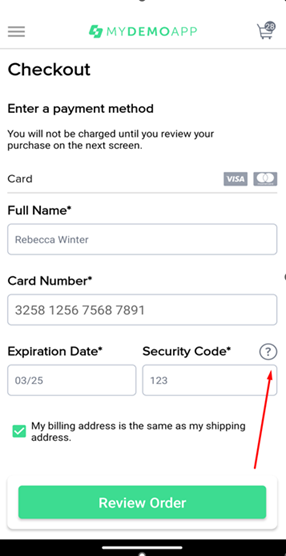 MYDEMOAPP
28
Checkout
Enter a payment method
You will not be charged until you review your
purchase on the next screen.
Card VISA
Full Name*
Rebecca Winter
Card Number*
3258 1256 7568 7891
Expiration Date* Security Code* ?
03/25 123
My billing address is the same as my shipping
address.
Review Order